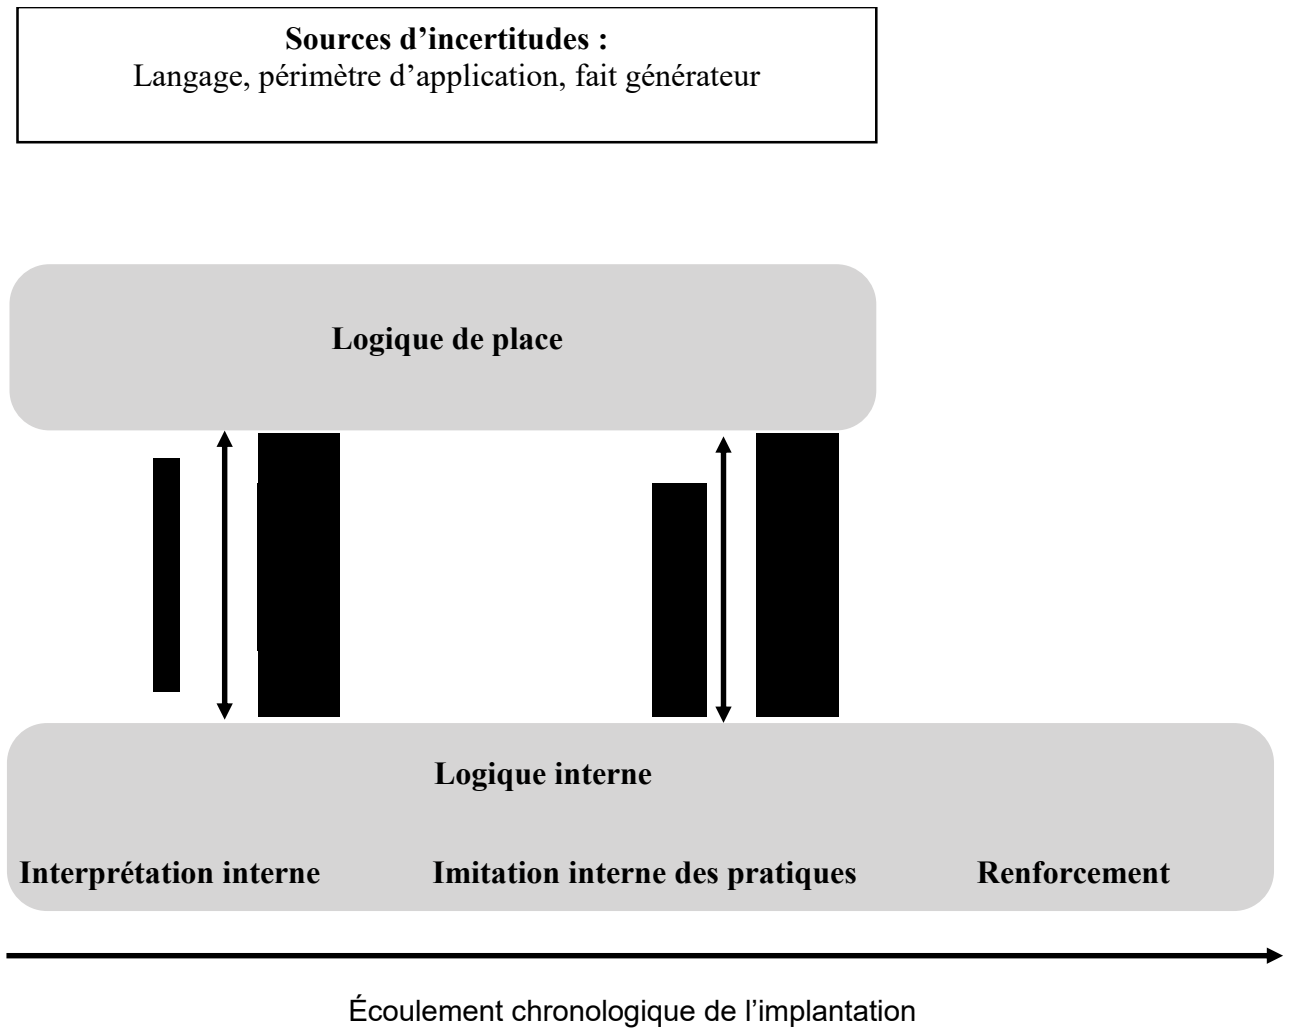 Sources d’incertitudes :
Langage, périmètre d’application, fait générateur
Logique de place
Logique interne
Interprétation interne Imitation interne des pratiques Renforcement
Écoulement chronologique de l’implantation